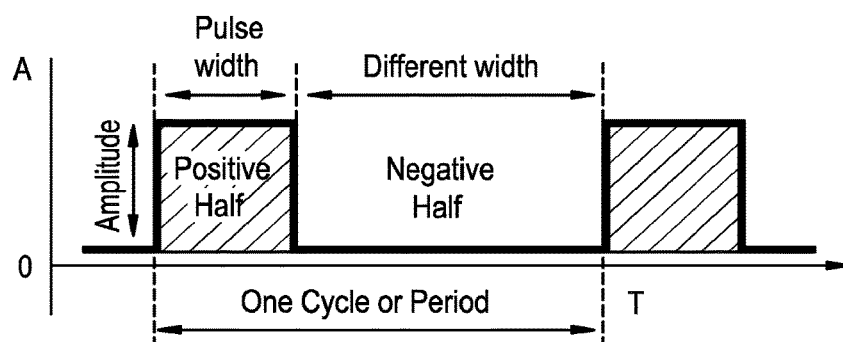 Pulse
width
A
Different width
Amplitude
Positive
Half
Negative
Half
0
One Cycle or Period
T